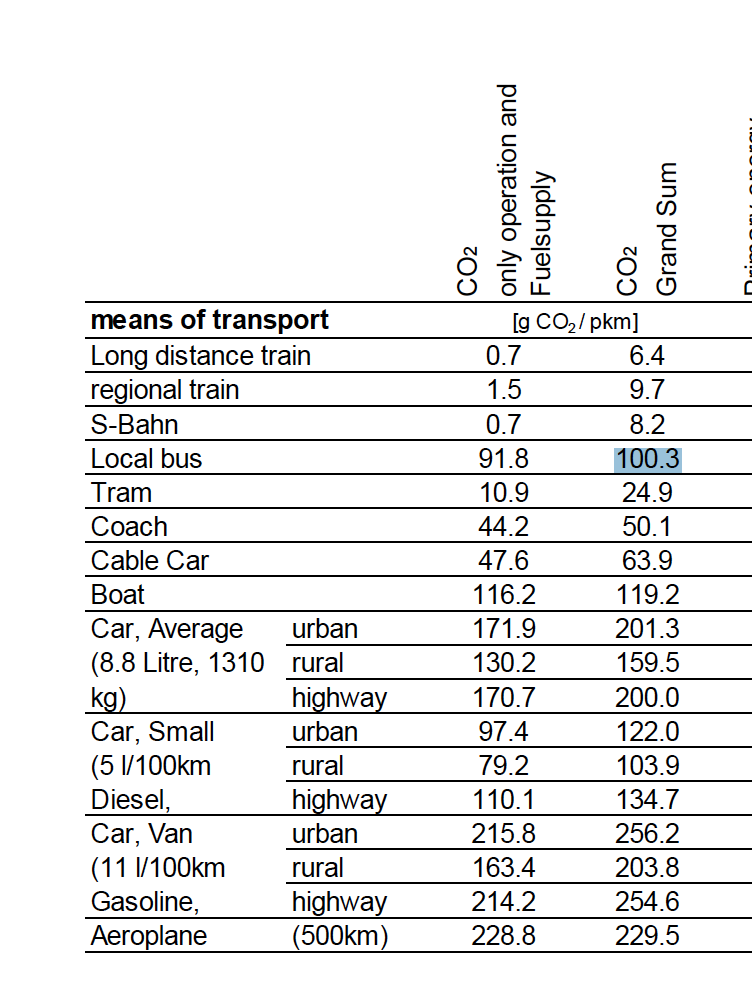 CO2
only operation and
Fuelsupply
CO2
Grand Sum
means of transport [g CO2 / pkm]
Long distance train 0.7 6.4
regional train 1.5 9.7
S-Bahn 0.7 8.2
Local bus 91.8 100.3
Tram 10.9 24.9
Coach 44.2 50.1
Cable Car 47.6 63.9
Boat 116.2 119.2
Car, Average urban 171.9 201.3
(8.8 Litre, 1310 rural 130.2 159.5
kg) highway 170.7 200.0
Car, Small urban 97.4 122.0
(5 l/100km rural 79.2 103.9
Diesel, highway 110.1 134.7
Car, Van urban 215.8 256.2
(11 l/100km rural 163.4 203.8
Gasoline, highway 214.2 254.6
Aeroplane (500km) 228.8 229.5